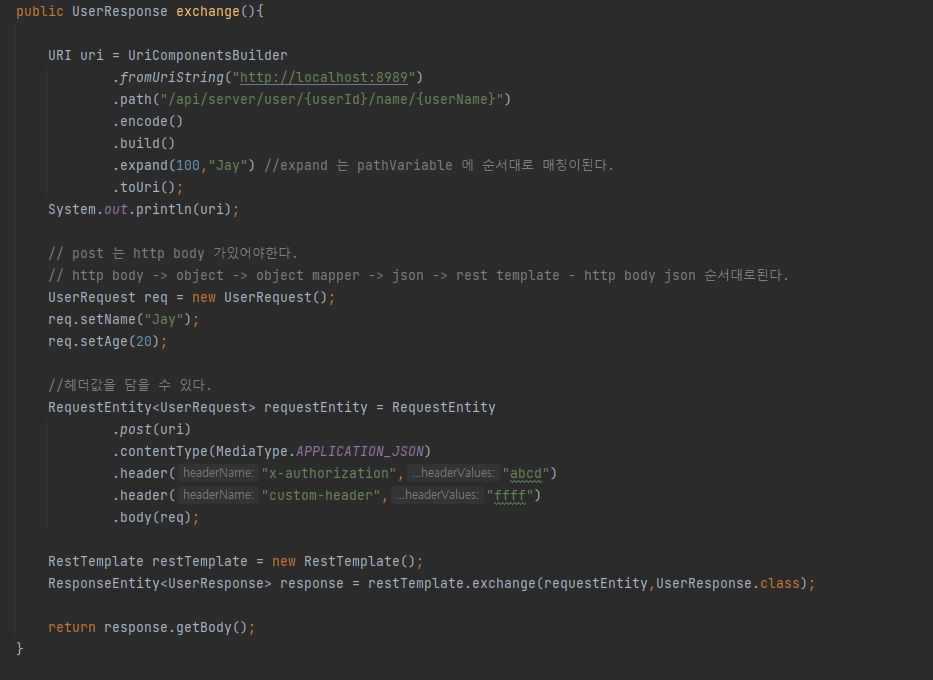 public UserResponse exchange(){
URI uri = UriComponentsBuilder
.fromUriString("http://localhost:8989")
.path("/api/server/user/{userId}/name/{userName}")
.encode()
.build()
.expand(100,"Jay") //expand 는 pathVariable 에 순서대로 매칭이된다.
.toUri();
System.out.println(uri);
// post 는 http body 가있어야한다.
// http body -> object -> object mapper -> json -> rest template - http body json 순서대로된다.
UserRequest req = new UserRequest();
req.setName("Jay");
req.setAge(20);
//헤더값을 담을 수 있다.
RequestEntity<UserRequest> requestEntity = RequestEntity
.post(uri)
.contentType(MediaType.APPLICATION_JSON)
.header( headerName: "x-authorization", ...headerValues: "abcd")
.header( headerName: "custom-header", ...headerValues: "ffff")
.body(req);
RestTemplate restTemplate = new RestTemplate();
ResponseEntity<UserResponse> response = restTemplate.exchange(requestEntity,UserResponse.class);
return response.getBody();
}